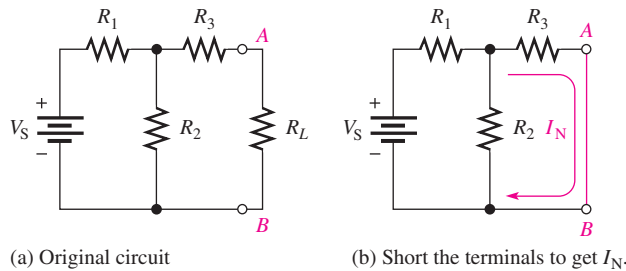 R1 R3 A
+
VS
−
R2 RL
B
(a) Original circuit
R1 R3 A
+
VS
−
R2 IN
B
(b) Short the terminals to get IN.